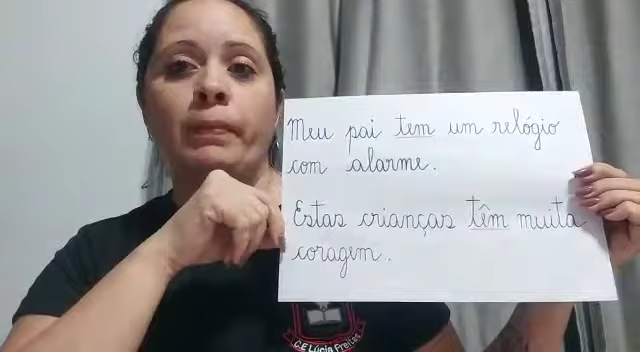 Meu pai tem um relógio
com alarme.
Estas crianças têm muita
coragem.
C.E Lúcia Freitas